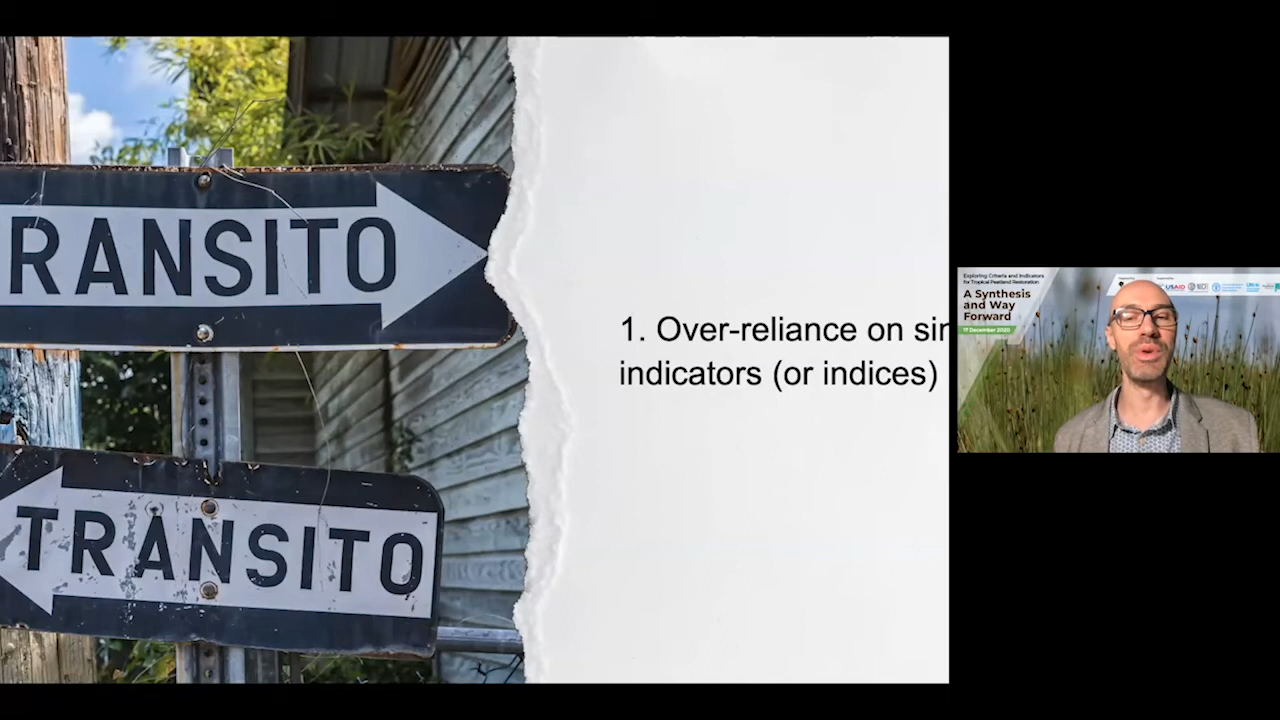 RANSITO
TRANSITO
1. Over-reliance on sin
indicators (or indices)
Exploring Criteria and Indicators
for Tropical Peatland Restoration
A Synthesis
and Way
Forward
17 December 2020
USAID